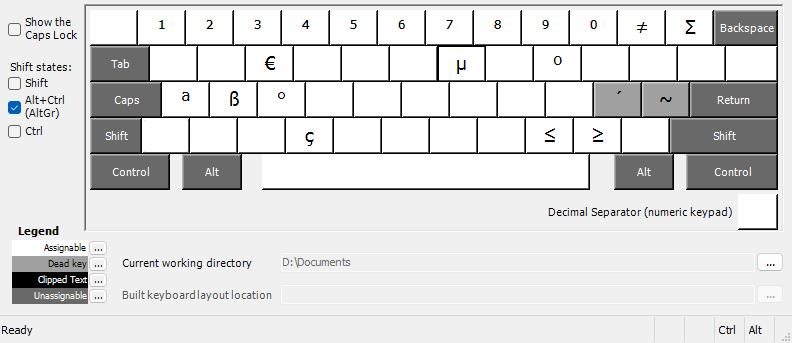 Show the
Caps Lock
Shift states:
Shift
Alt+Ctrl
(AltGr)
Ctrl
1 2 3 4 5 6 7 8 9 0 ≠ Σ Backspace
Tab € µ º
Caps ª ß ° ´ ~ Return
Shift ç ≤ ≥ Shift
Control Alt Alt Control
Decimal Separator (numeric keypad)
Legend
Assignable ...
Dead key ...
Clipped Text ...
Unassignable ...
Current working directory D:\Documents ...
Built keyboard layout location ...
Ready Ctrl Alt